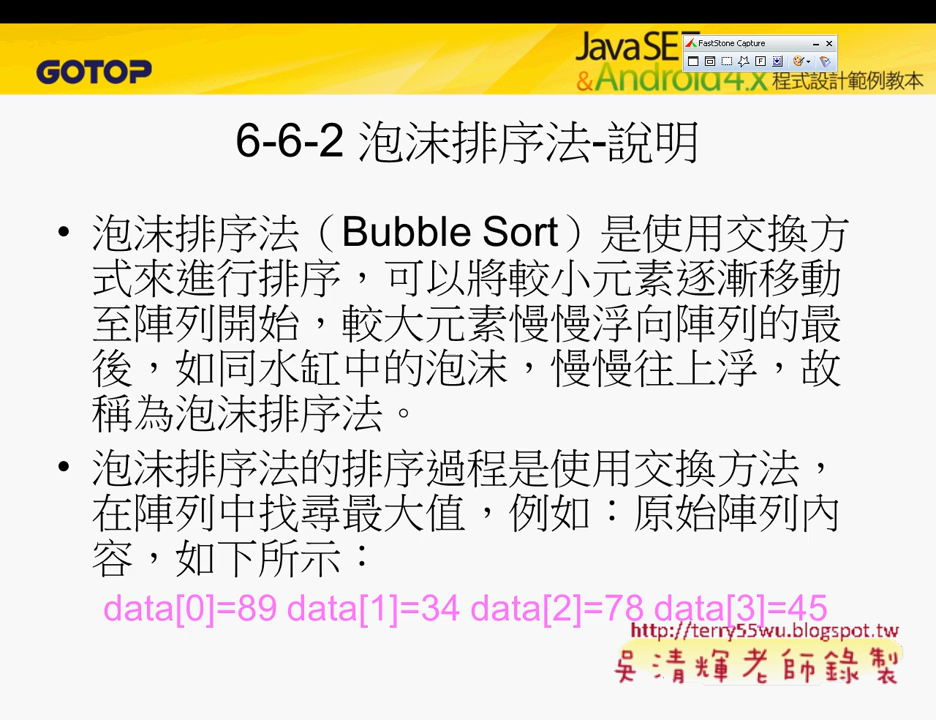 GOTOP
JavaSE
&Android4.x 程式設計範例教本
FastStone Capture
6-6-2 泡沫排序法-說明
• 泡沫排序法（Bubble Sort）是使用交換方
式來進行排序，可以將較小元素逐漸移動
至陣列開始，較大元素慢慢浮向陣列的最
後，如同水缸中的泡沫，慢慢往上浮，故
稱為泡沫排序法。
• 泡沫排序法的排序過程是使用交換方法，
在陣列中找尋最大值，例如：原始陣列內
容，如下所示：
data[0]=89 data[1]=34 data[2]=78 data[3]=45
http://terry55wu.blogspot.tw
吳清輝老師錄製